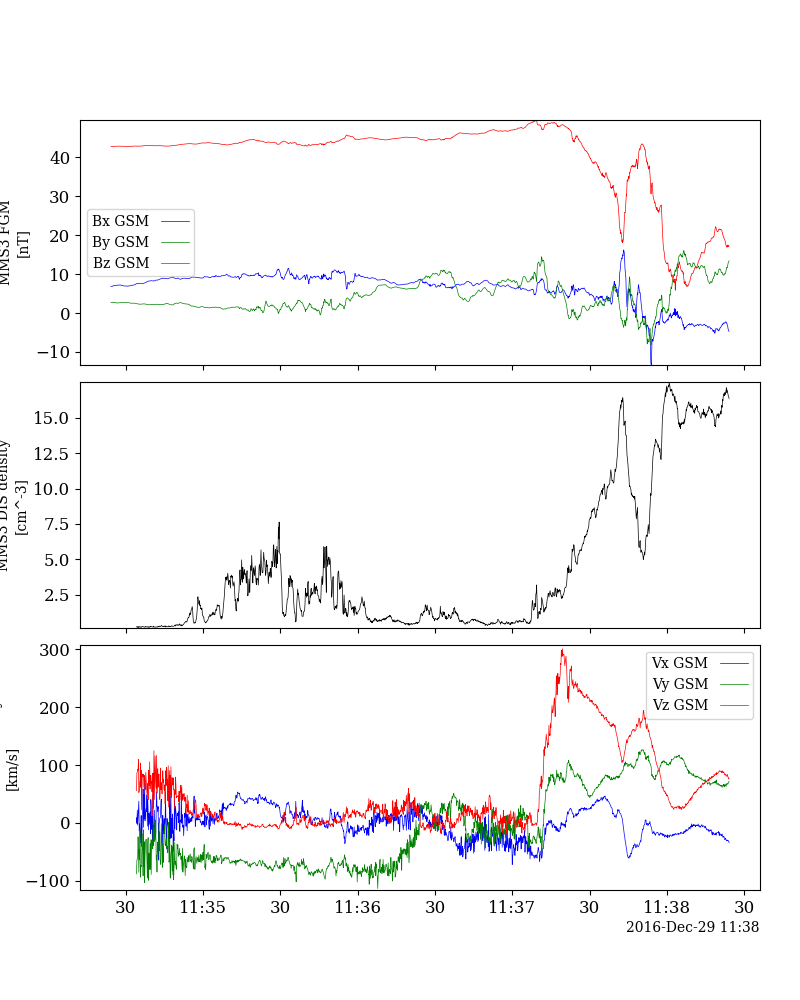 MMS3 FGM
[nT]
40
30
20
10
0
−10
Bx GSM
By GSM
Bz GSM
MMS3 DIS density
[cm^-3]
15.0
12.5
10.0
7.5
5.0
2.5
[km/s]
300
200
100
0
−100
Vx GSM
Vy GSM
Vz GSM
30 11:35 30 11:36 30 11:37 30 11:38 30
2016-Dec-29 11:38